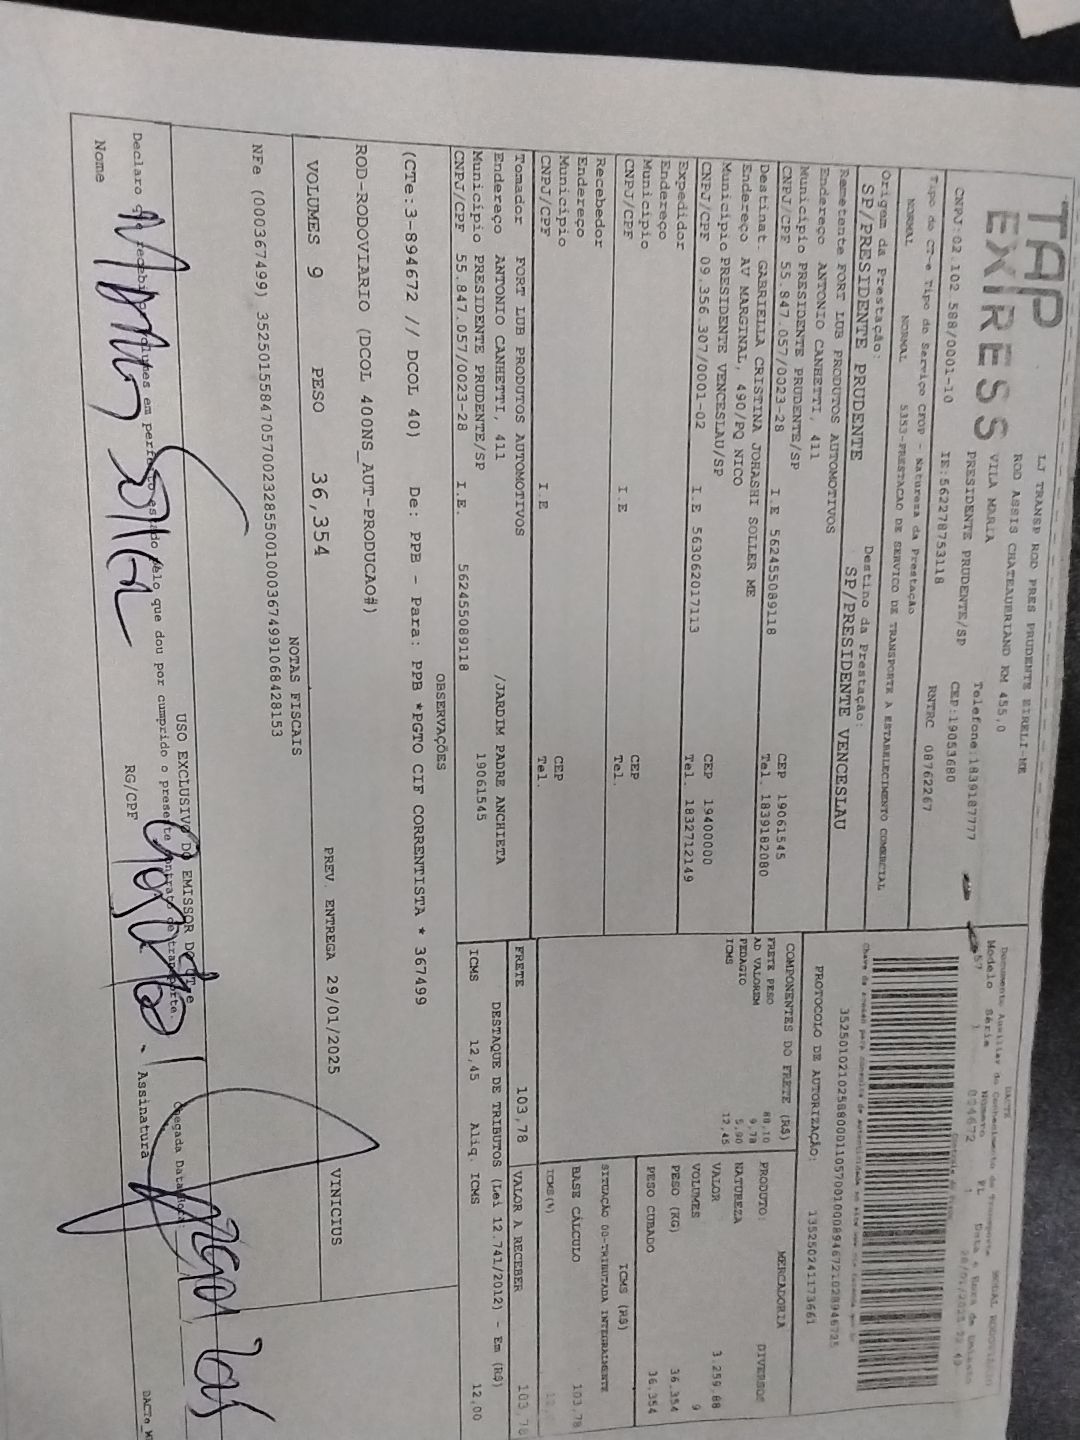 TAP
EXPRESS
LJ TRANSP ROD PRES PRUDENTE EIRELI-ME
ROD ASSIS CHATEAUBRIAND KM 455,0
VILA MARIA
PRESIDENTE PRUDENTE/SP
Telefone:1839187777
CEP:19053680
CNPJ:02.102.588/0001-10
IE:562278753118
RNTRC 08762267
Tipo do CT-e Tipo do Serviço CFOP - Natureza da Prestação
NORMAL NORMAL 5353-PRESTACAO DE SERVICO DE TRANSPORTE A ESTABELECIMENTO COMERCIAL
Origem da Prestação: Destino da Prestação:
SP/PRESIDENTE PRUDENTE SP/PRESIDENTE VENCESLAU
Remetente FORT LUB PRODUTOS AUTOMOTIVOS
Endereço ANTONIO CANHETTI, 411
Município PRESIDENTE PRUDENTE/SP CEP 19061545
CNPJ/CPF 55.847.057/0023-28 I.E 562455089118 Tel. 1839182080
Destinat. GABRIELLA CRISTINA JOHASHI SOLLER ME
Endereço AV MARGINAL, 490/PQ NICO
Município PRESIDENTE VENCESLAU/SP CEP 19400000
CNPJ/CPF 09.356.307/0001-02 I.E 563062017113 Tel. 1832712149
Expedidor
Endereço
Município CEP
CNPJ/CPF I.E Tel.
Recebedor
Endereço
Município CEP
CNPJ/CPF I.E Tel.
Tomador FORT LUB PRODUTOS AUTOMOTIVOS
Endereço ANTONIO CANHETTI, 411 /JARDIM PADRE ANCHIETA
Município PRESIDENTE PRUDENTE/SP 19061545
CNPJ/CPF 55.847.057/0023-28 I.E. 562455089118
DACTE MODAL RODOVIÁRIO
Documento Auxiliar do Conhecimento de Transporte
Modelo Série Número FL Data e Hora de Emissão
57 1 894672 1
Chave de acesso para consulta de autenticidade no site
PROTOCOLO DE AUTORIZAÇÃO: 135250241173661
COMPONENTES DO FRETE (R$)
FRETE PESO 88,10
AD VALOREM 9,78
PEDAGIO 5,90
ICMS 12,45
MERCADORIA
PRODUTO: DIVERSOS
NATUREZA
VALOR 3.259,88
VOLUMES 9
PESO (KG) 36,354
PESO CUBADO 36,354
ICMS (R$)
SITUAÇÃO 00-TRIBUTADA INTEGRALMENTE
BASE CÁLCULO 103,78
ICMS(%)
FRETE 103,78 VALOR A RECEBER 103,78
DESTAQUE DE TRIBUTOS (Lei 12.741/2012) - Em (R$)
ICMS 12,45 Aliq. ICMS 12,00
OBSERVAÇÕES
(CTe:3-894672 // DCOL 40) De: PPB - Para: PPB *PGTO CIF CORRENTISTA * 367499
ROD-RODOVIARIO (DCOL 400NS_AUT-PRODUCAO#)
VOLUMES 9 PESO 36,354 PREV. ENTREGA 29/01/2025 VINICIUS
NOTAS FISCAIS
NFe (000367499) 35250155847057002328550010003674991068428153
USO EXCLUSIVO DO EMISSOR DO CT-e
Declaro que recebi volumes em perfeito estado pelo que dou por cumprido o presente contrato de transporte.
Chegada Data
Nome RG/CPF Assinatura